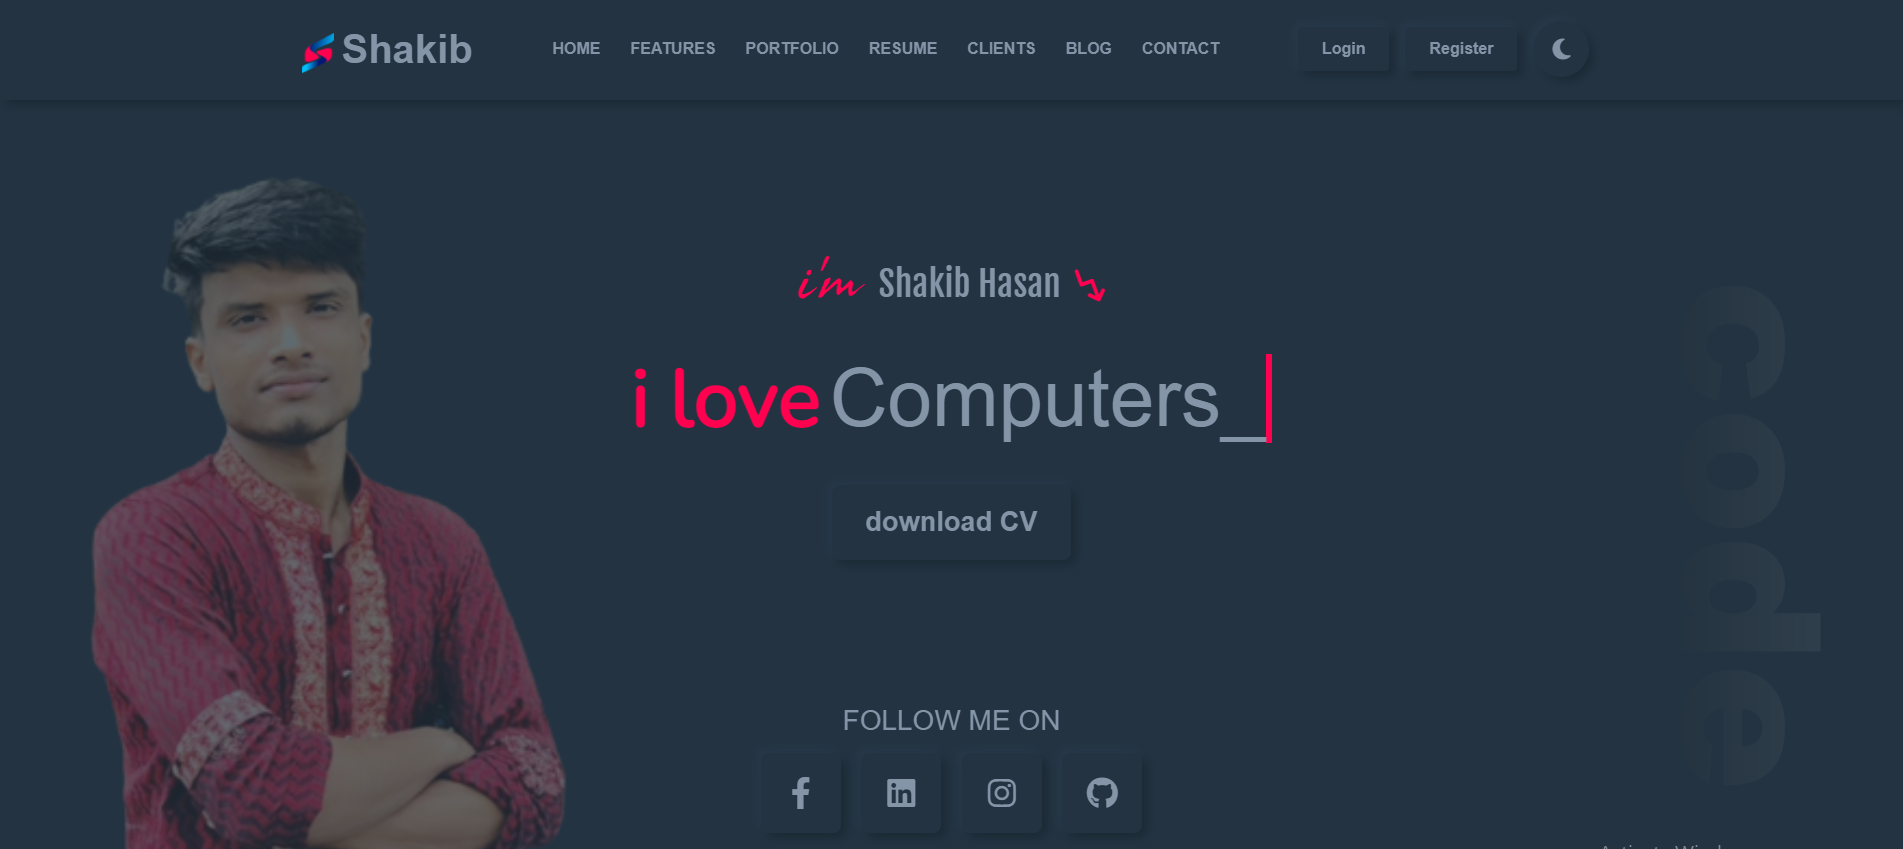 Shakib
HOME FEATURES PORTFOLIO RESUME CLIENTS BLOG CONTACT
Login Register
i'm Shakib Hasan
i love Computers_
download CV
code
FOLLOW ME ON